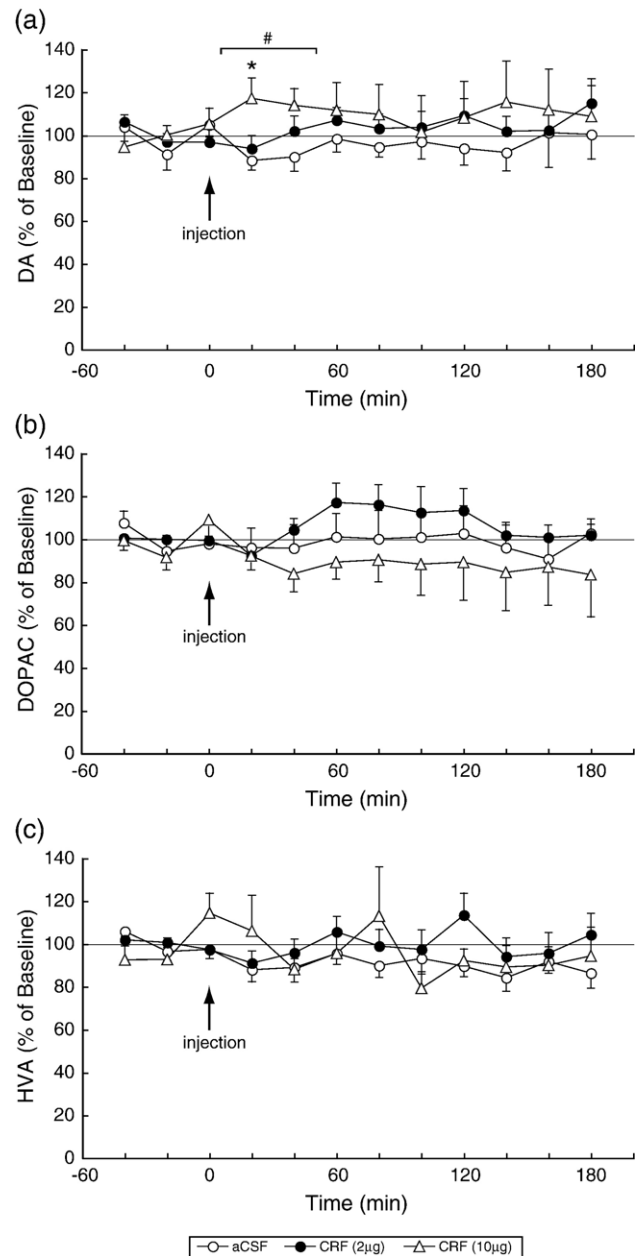 (a)
#
*
140
120
100
80
60
40
20
0
DA (% of Baseline)
injection
-60 0 60 120 180
Time (min)
(b)
140
120
100
80
60
40
20
0
DOPAC (% of Baseline)
injection
-60 0 60 120 180
Time (min)
(c)
140
120
100
80
60
40
20
0
HVA (% of Baseline)
injection
-60 0 60 120 180
Time (min)
aCSF CRF (2μg) CRF (10μg)